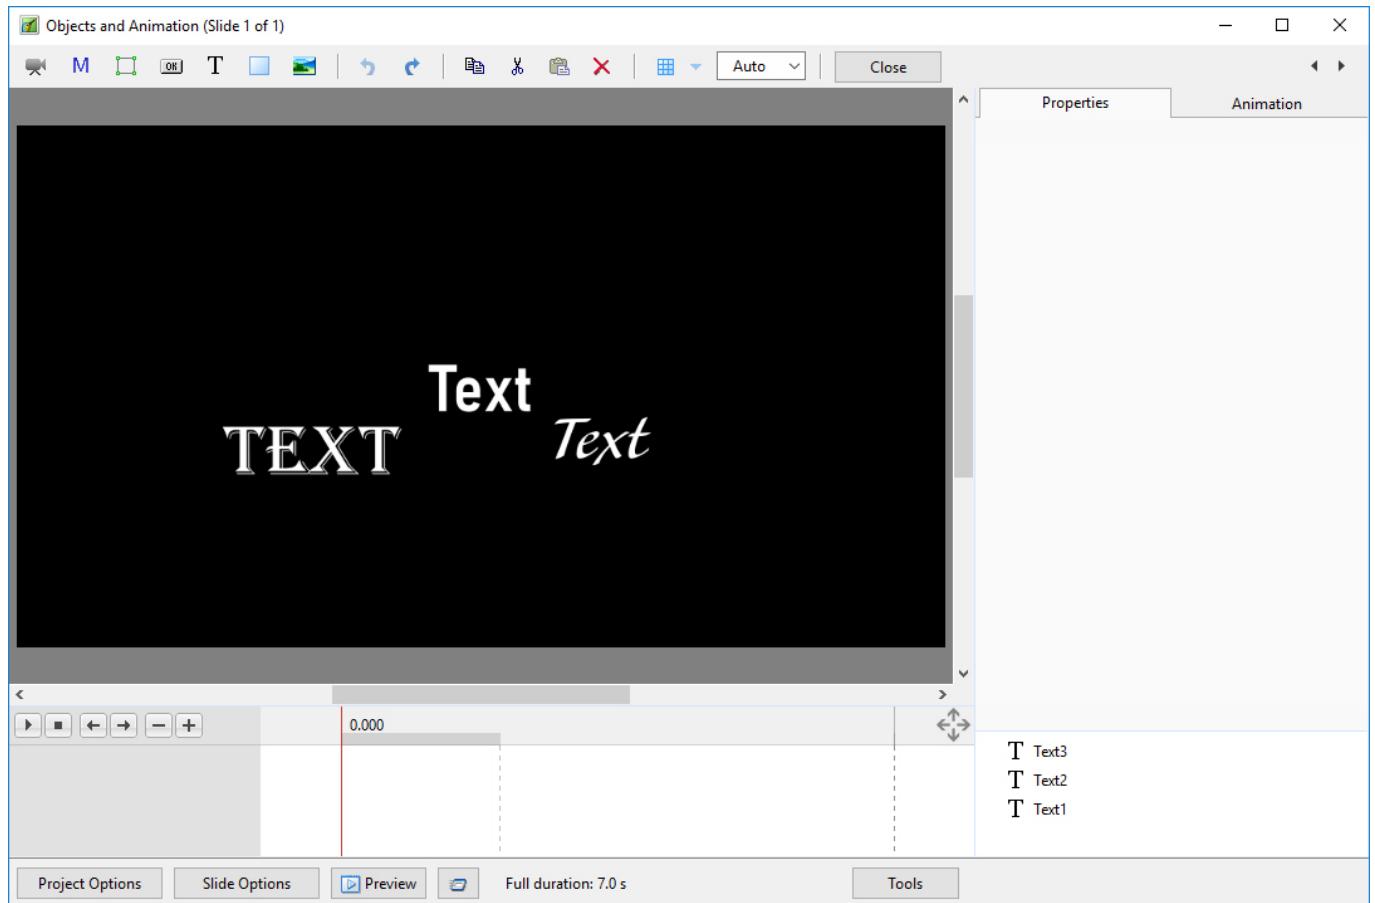 Objects and Animation (Slide 1 of 1)
M OK T Auto Close
Properties Animation
Text
TEXT
Text
0.000
T Text3
T Text2
T Text1
Project Options Slide Options Preview Full duration: 7.0 s Tools